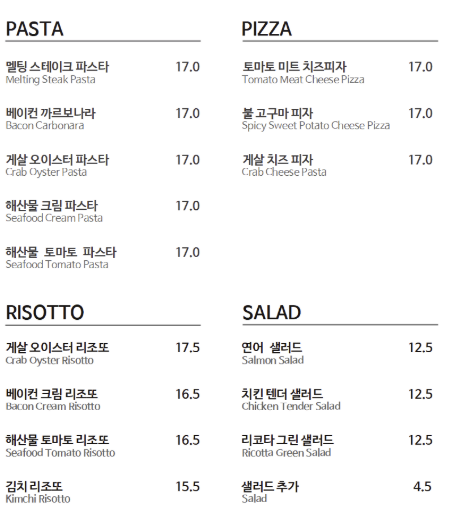 PASTA
멜팅 스테이크 파스타 17.0
Melting Steak Pasta
베이컨 까르보나라 17.0
Bacon Carbonara
게살 오이스터 파스타 17.0
Crab Oyster Pasta
해산물 크림 파스타 17.0
Seafood Cream Pasta
해산물 토마토 파스타 17.0
Seafood Tomato Pasta
PIZZA
토마토 미트 치즈피자 17.0
Tomato Meat Cheese Pizza
불 고구마 피자 17.0
Spicy Sweet Potato Cheese Pizza
게살 치즈 피자 17.0
Crab Cheese Pasta
RISOTTO
게살 오이스터 리조또 17.5
Crab Oyster Risotto
베이컨 크림 리조또 16.5
Bacon Cream Risotto
해산물 토마토 리조또 16.5
Seafood Tomato Risotto
김치 리조또 15.5
Kimchi Risotto
SALAD
연어 샐러드 12.5
Salmon Salad
치킨 텐더 샐러드 12.5
Chicken Tender Salad
리코타 그린 샐러드 12.5
Ricotta Green Salad
샐러드 추가 4.5
Salad